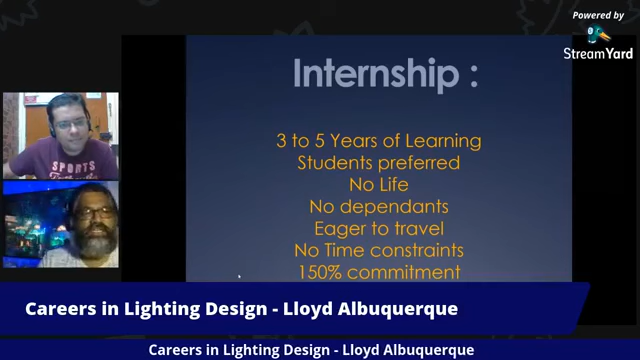 Powered by
StreamYard
Internship :
3 to 5 Years of Learning
Students preferred
No Life
No dependants
Eager to travel
No Time constraints
150% commitment
SPORTS
Careers in Lighting Design - Lloyd Albuquerque
Careers in Lighting Design - Lloyd Albuquerque